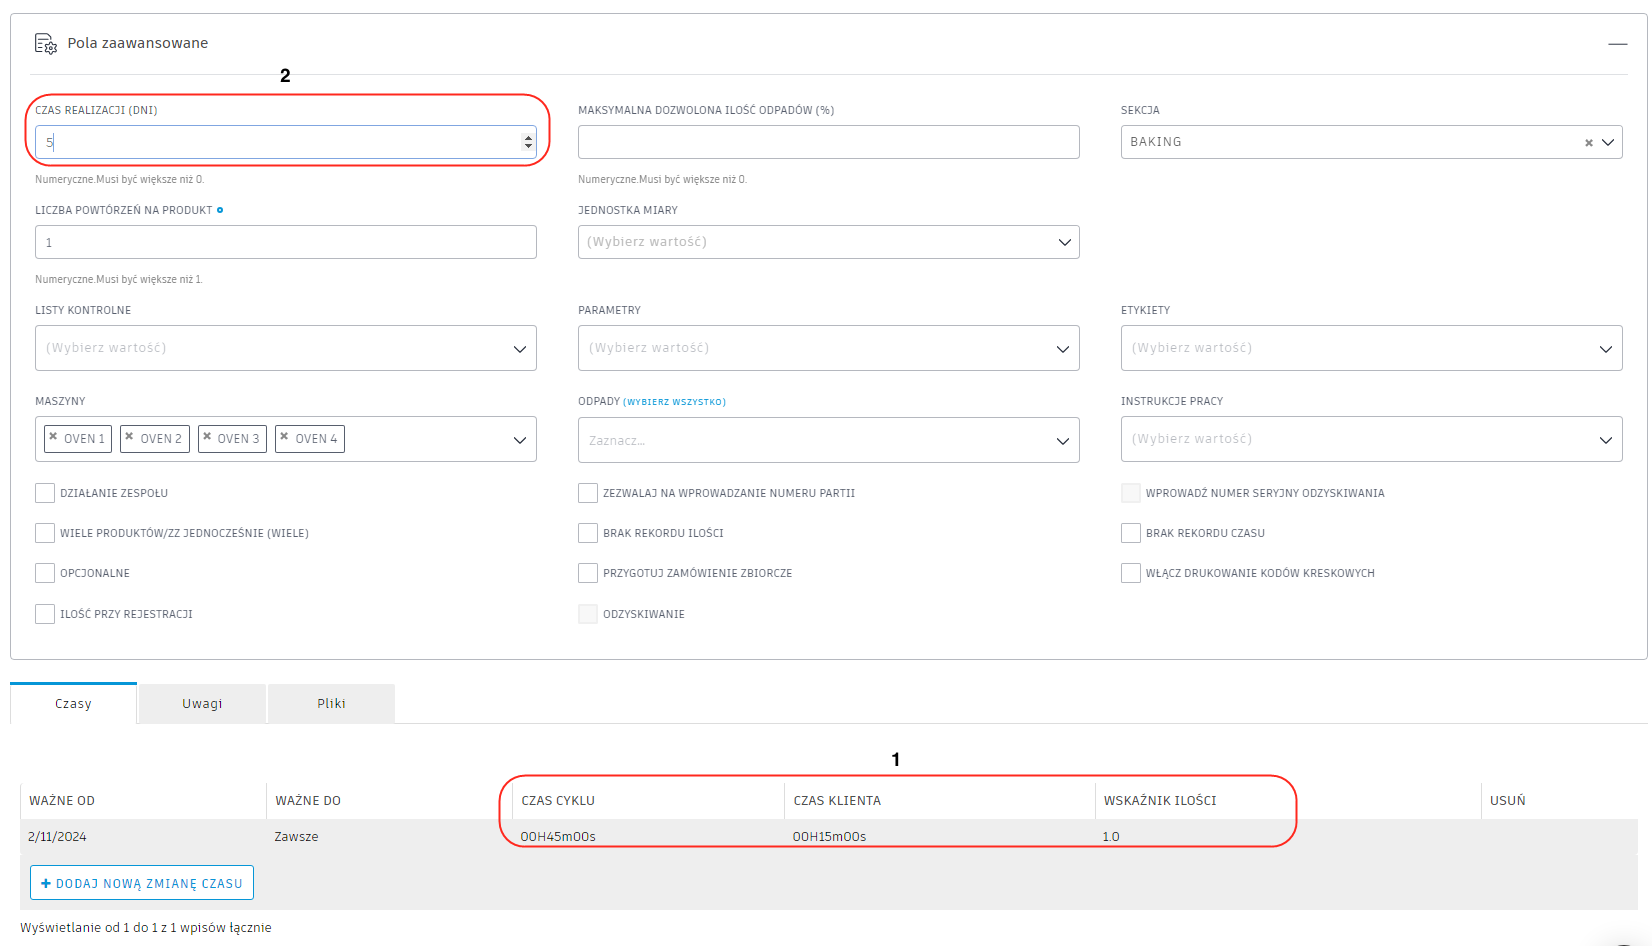 Pola zaawansowane
2
CZAS REALIZACJI (DNI)
MAKSYMALNA DOZWOLONA ILOŚĆ ODPADÓW (%)
SEKCJA
5
BAKING
Numeryczne.Musi być większe niż 0.
Numeryczne.Musi być większe niż 0.
LICZBA POWTÓRZEŃ NA PRODUKT
JEDNOSTKA MIARY
1
(Wybierz wartość)
Numeryczne.Musi być większe niż 1.
LISTY KONTROLNE
PARAMETRY
ETYKIETY
(Wybierz wartość)
(Wybierz wartość)
(Wybierz wartość)
MASZYNY
ODPADY (WYBIERZ WSZYSTKO)
INSTRUKCJE PRACY
× OVEN 1 × OVEN 2 × OVEN 3 × OVEN 4
Zaznacz...
(Wybierz wartość)
DZIAŁANIE ZESPOŁU
ZEZWALAJ NA WPROWADZANIE NUMERU PARTII
WPROWADŹ NUMER SERYJNY ODZYSKIWANIA
WIELE PRODUKTÓW/ZZ JEDNOCZEŚNIE (WIELE)
BRAK REKORDU ILOŚCI
BRAK REKORDU CZASU
OPCJONALNE
PRZYGOTUJ ZAMÓWIENIE ZBIORCZE
WŁĄCZ DRUKOWANIE KODÓW KRESKOWYCH
ILOŚĆ PRZY REJESTRACJI
ODZYSKIWANIE
Czasy
Uwagi
Pliki
1
WAŻNE OD
WAŻNE DO
CZAS CYKLU
CZAS KLIENTA
WSKAŹNIK ILOŚCI
USUŃ
2/11/2024
Zawsze
00H45m00s
00H15m00s
1.0
+ DODAJ NOWĄ ZMIANĘ CZASU
Wyświetlanie od 1 do 1 z 1 wpisów łącznie